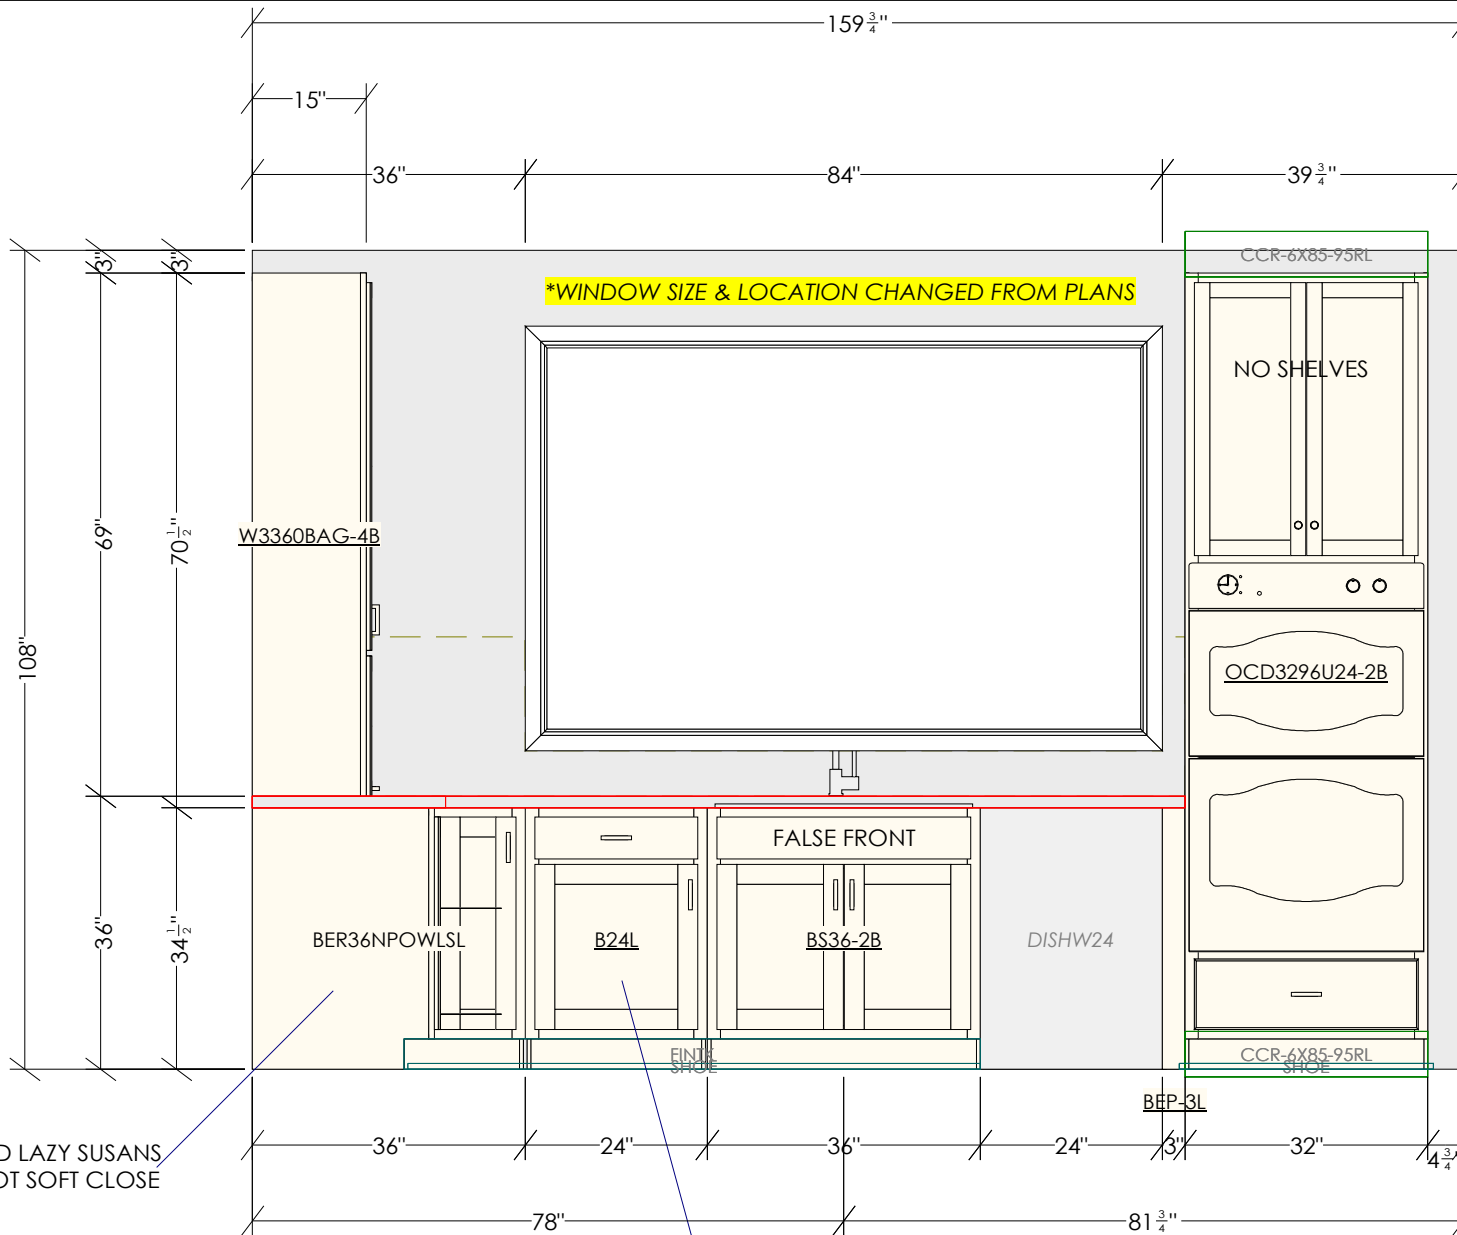 159 3/4"
15"
36"
84"
39 3/4"
3"
3"
CCR-6X85-95RL
*WINDOW SIZE & LOCATION CHANGED FROM PLANS
NO SHELVES
69"
70 1/2"
W3360BAG-4B
108"
OCD3296U24-2B
FALSE FRONT
36"
34 1/2"
BER36NPOWLSL
B24L
BS36-2B
DISHW24
FINTK
SHOE
CCR-6X85-95RL
SHOE
BEP-3L
36"
24"
36"
24"
3"
32"
4 3/4"
LAZY SUSANS
SOFT CLOSE
78"
81 3/4"